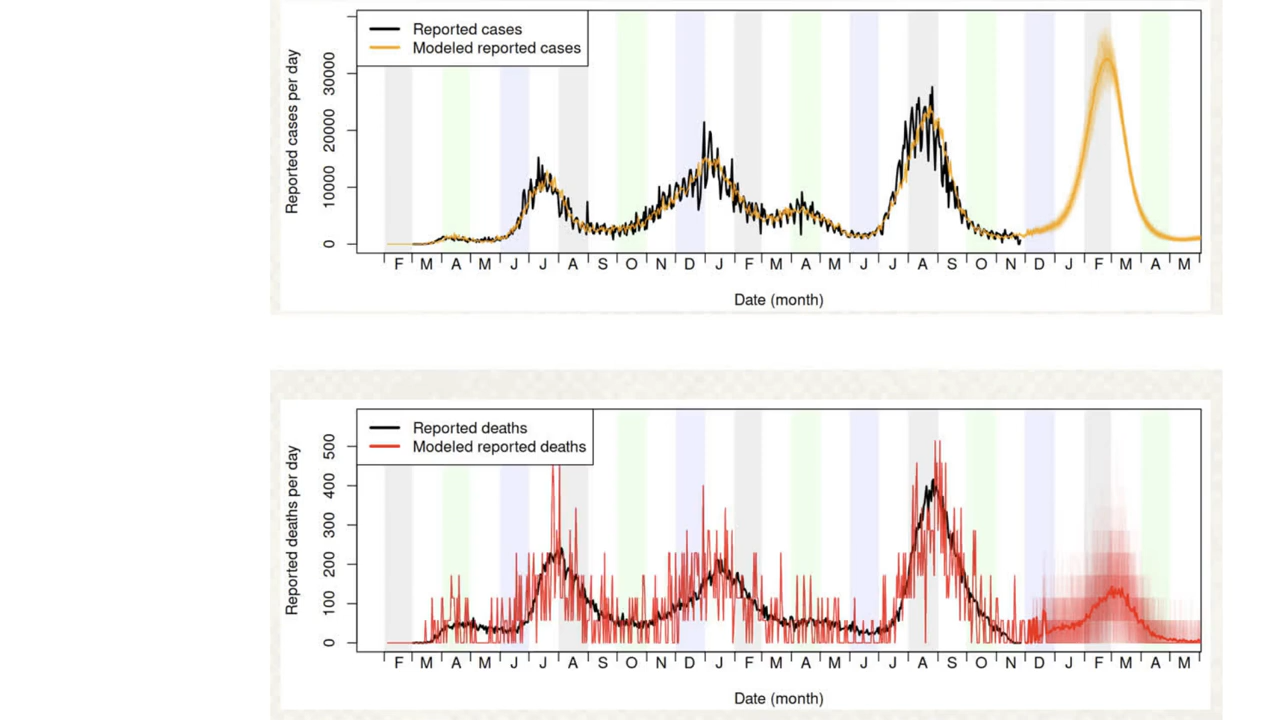 Reported cases
Modeled reported cases
Reported cases per day
30000
20000
10000
0
F M A M J J A S O N D J F M A M J J A S O N D J F M A M
Date (month)
Reported deaths
Modeled reported deaths
Reported deaths per day
500
400
300
200
100
0
F M A M J J A S O N D J F M A M J J A S O N D J F M A M
Date (month)